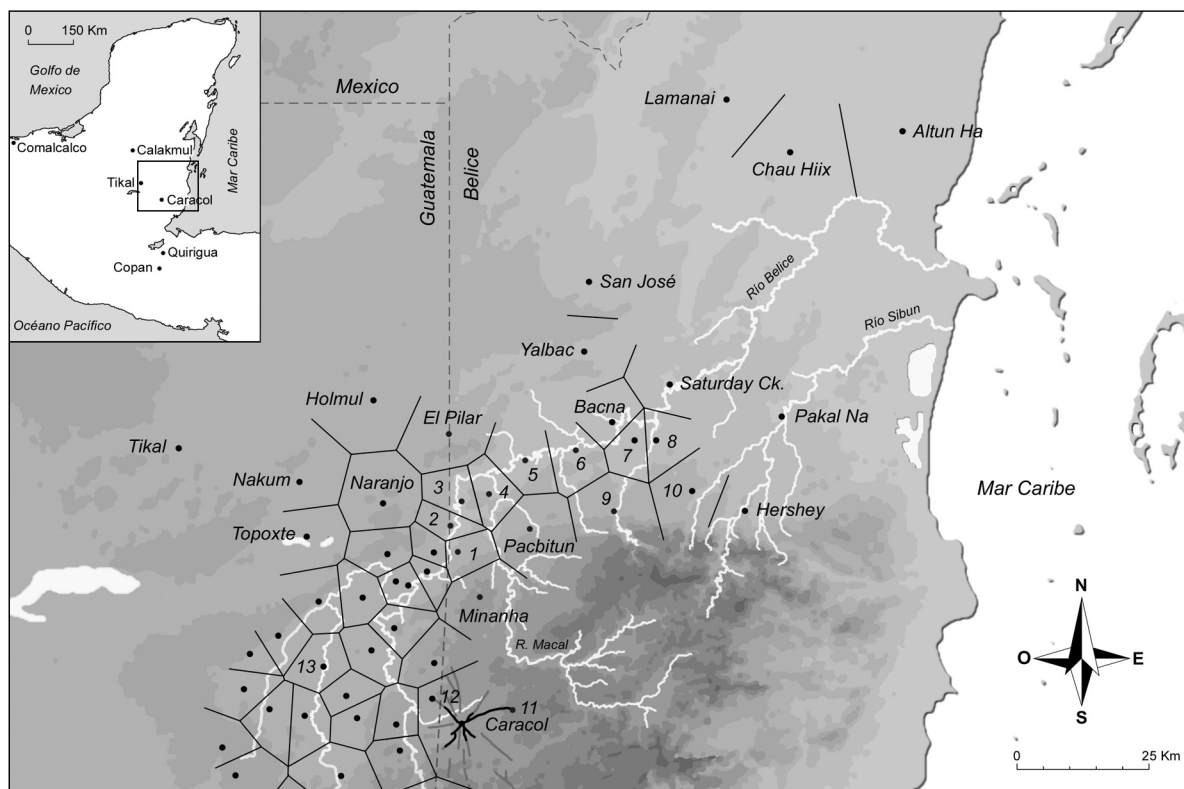 0 150 Km
Golfo de
Mexico
Comalcalco
Calakmul
Mar Caribe
Tikal
Caracol
Quirigua
Copan
Océano Pacífico
Mexico
Guatemala
Belice
Lamanai
Altun Ha
Chau Hiix
San José
Río Belice
Río Sibun
Yalbac
Saturday Ck.
Holmul
El Pilar
Bacna
Pakal Na
Tikal
8
7
6
5
Nakum
Naranjo
3
4
10
Mar Caribe
9
Hershey
2
Topoxte
Pacbitun
1
Minanha
R. Macal
13
12
11
Caracol
N
O
E
S
0 25 Km